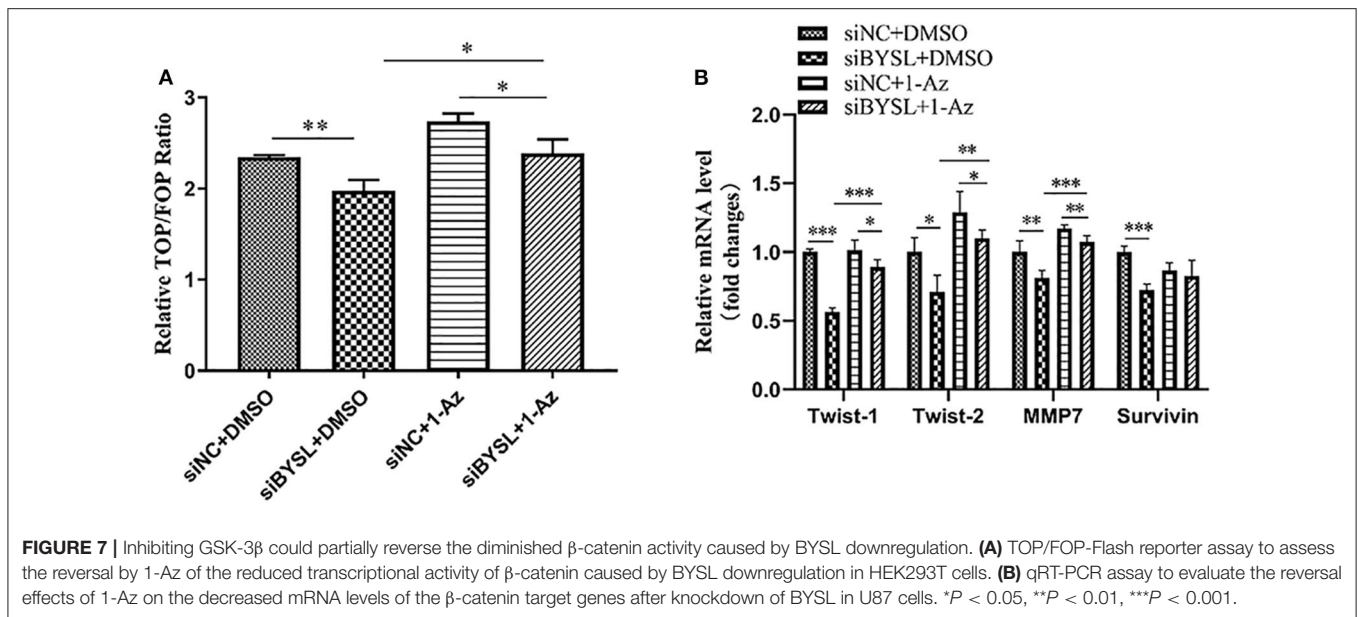 A
Relative TOP/FOP Ratio
3
2
1
0
**
*
*
siNC+DMSO
siBYSL+DMSO
siNC+1-Az
siBYSL+1-Az
B
siNC+DMSO
siBYSL+DMSO
siNC+1-Az
siBYSL+1-Az
Relative mRNA level
(fold changes)
2.0
1.5
1.0
0.5
0.0
***
***
*
*
**
*
**
***
**
***
Twist-1
Twist-2
MMP7
Survivin
FIGURE 7 | Inhibiting GSK-3β could partially reverse the diminished β-catenin activity caused by BYSL downregulation. (A) TOP/FOP-Flash reporter assay to assess
the reversal by 1-Az of the reduced transcriptional activity of β-catenin caused by BYSL downregulation in HEK293T cells. (B) qRT-PCR assay to evaluate the reversal
effects of 1-Az on the decreased mRNA levels of the β-catenin target genes after knockdown of BYSL in U87 cells. *P < 0.05, **P < 0.01, ***P < 0.001.